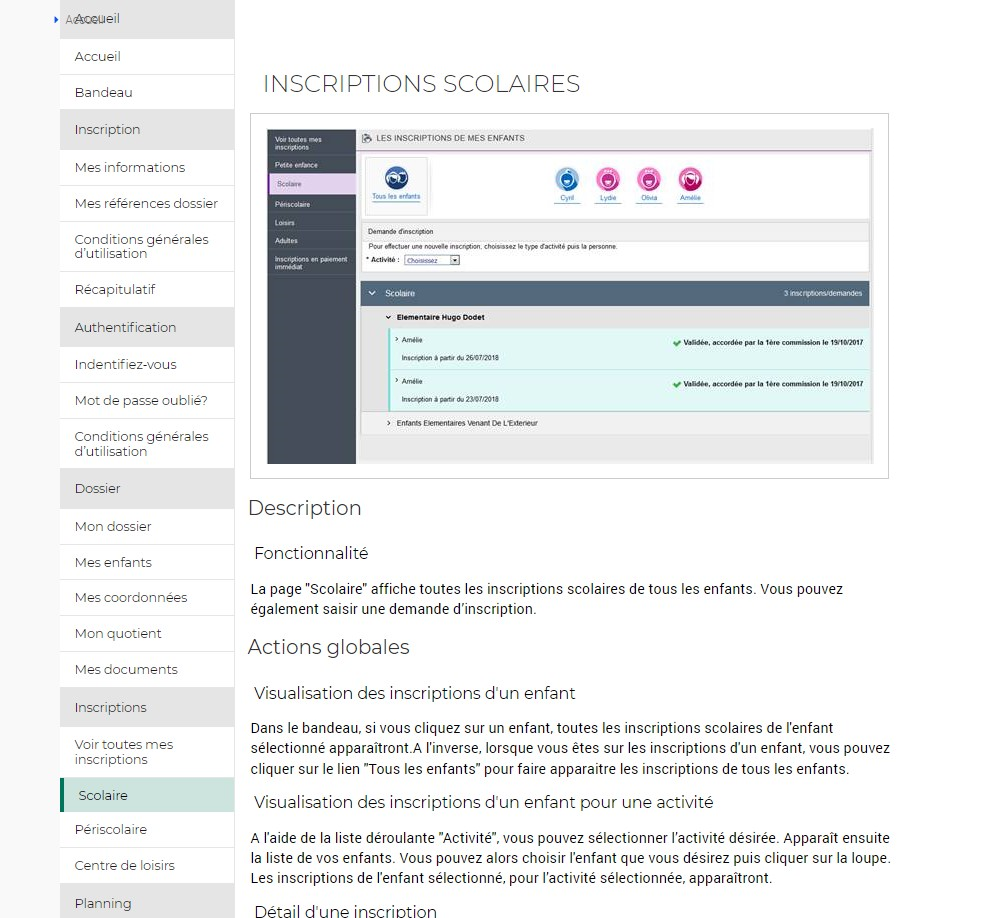 Accueil
Accueil
Accueil
Bandeau
Inscription
Mes informations
Mes références dossier
Conditions générales
d'utilisation
Récapitulatif
Authentification
Indentifiez-vous
Mot de passe oublié?
Conditions générales
d'utilisation
Dossier
Mon dossier
Mes enfants
Mes coordonnées
Mon quotient
Mes documents
Inscriptions
Voir toutes mes
inscriptions
Scolaire
Périscolaire
Centre de loisirs
Planning
INSCRIPTIONS SCOLAIRES
Voir toutes mes
inscriptions
Petite enfance
Scolaire
Périscolaire
Loisirs
Adultes
Inscriptions en paiement
immédiat
LES INSCRIPTIONS DE MES ENFANTS
Tous les enfants
Cyril Lydie Olivia Amélie
Demande d'inscription
Pour effectuer une nouvelle inscription, choisissez le type d'activité puis la personne.
* Activité : Choisissez
Scolaire 3 inscriptions/demandes
Elementaire Hugo Dodet
Amélie
Validée, accordée par la 1ère commission le 19/10/2017
Inscription à partir du 26/07/2018
Amélie
Validée, accordée par la 1ère commission le 19/10/2017
Inscription à partir du 23/07/2018
Enfants Elementaires Venant De L'Exterieur
Description
Fonctionnalité
La page "Scolaire" affiche toutes les inscriptions scolaires de tous les enfants. Vous pouvez
également saisir une demande d'inscription.
Actions globales
Visualisation des inscriptions d'un enfant
Dans le bandeau, si vous cliquez sur un enfant, toutes les inscriptions scolaires de l'enfant
sélectionné apparaîtront.A l'inverse, lorsque vous êtes sur les inscriptions d'un enfant, vous pouvez
cliquer sur le lien "Tous les enfants" pour faire apparaitre les inscriptions de tous les enfants.
Visualisation des inscriptions d'un enfant pour une activité
A l'aide de la liste déroulante "Activité", vous pouvez sélectionner l'activité désirée. Apparaît ensuite
la liste de vos enfants. Vous pouvez alors choisir l'enfant que vous désirez puis cliquer sur la loupe.
Les inscriptions de l'enfant sélectionné, pour l'activité sélectionnée, apparaîtront.
Détail d'une inscription